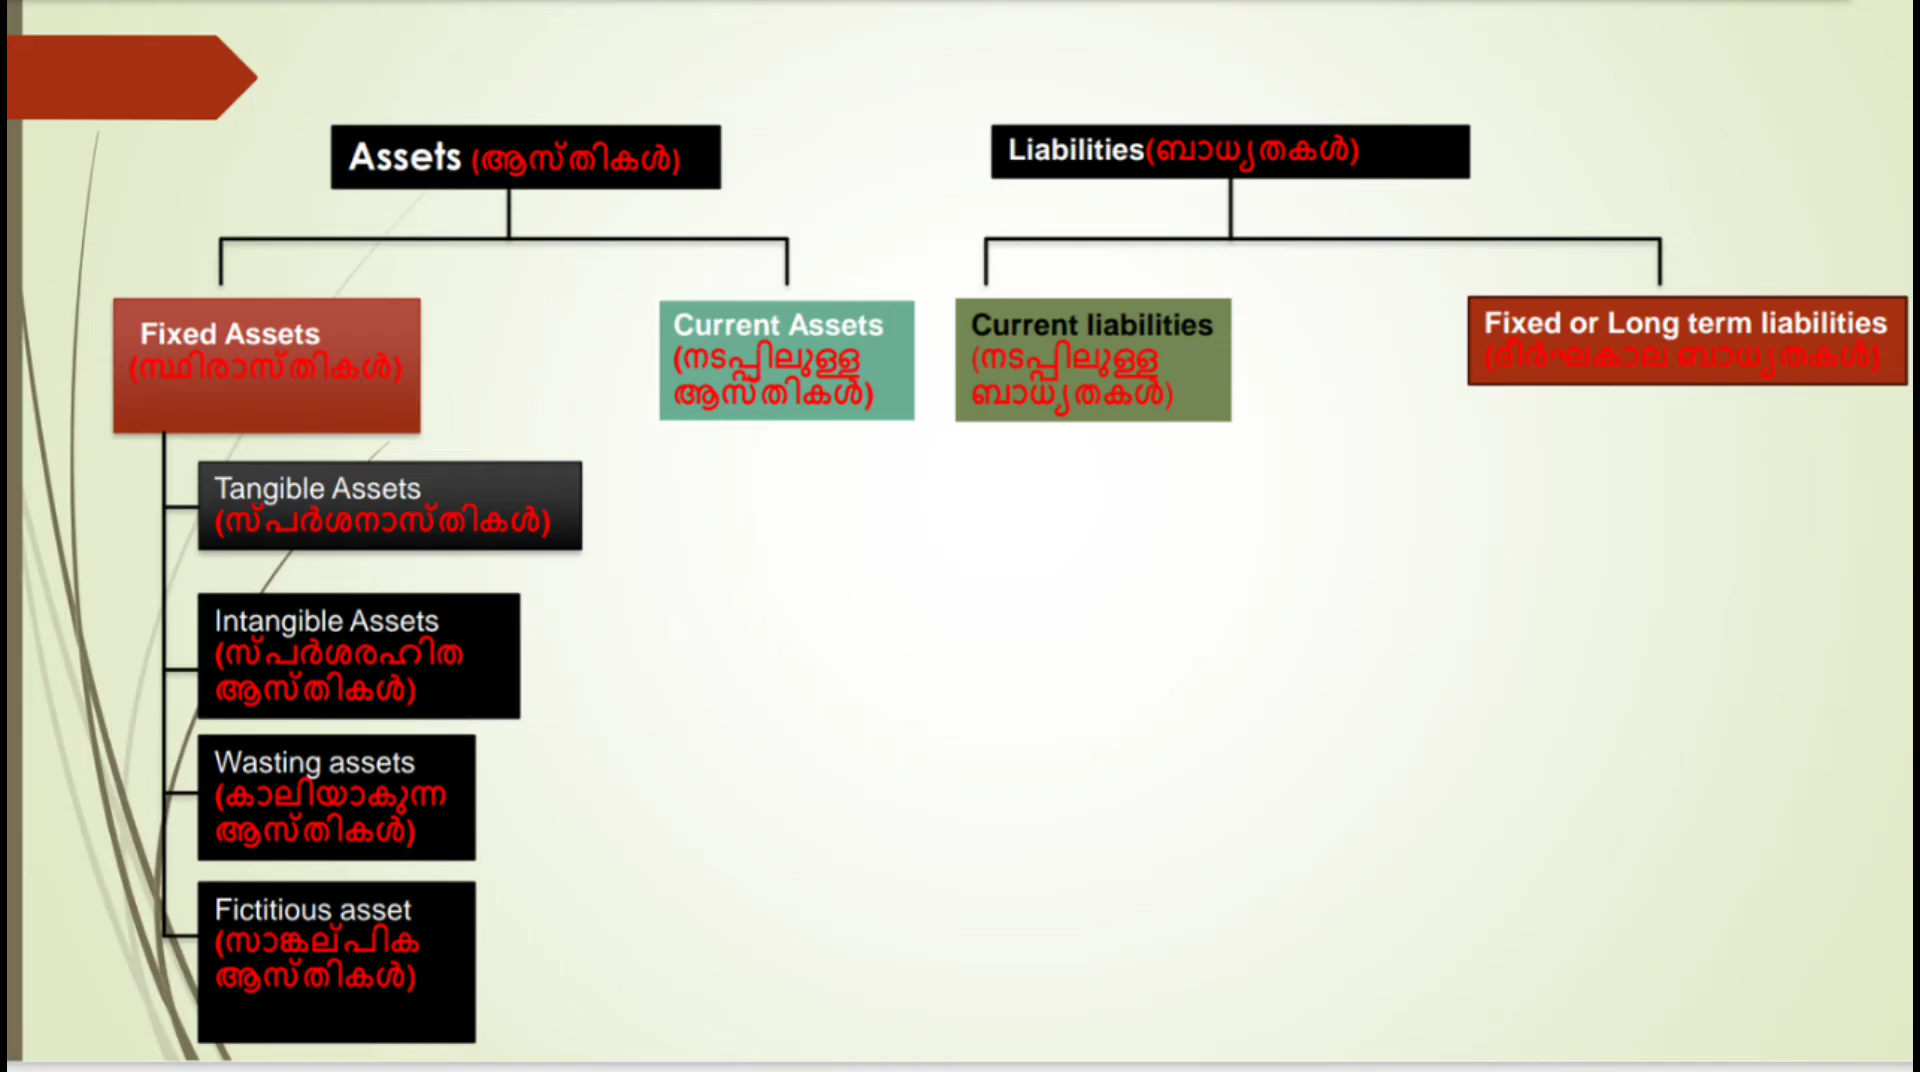 Assets (ആസ്തികൾ)
Liabilities(ബാധ്യതകൾ)
Fixed Assets
(സ്ഥിരാസ്തികൾ)
Current Assets
(നടപ്പിലുള്ള
ആസ്തികൾ)
Current liabilities
(നടപ്പിലുള്ള
ബാധ്യതകൾ)
Fixed or Long term liabilities
(ദീർഘകാല ബാധ്യതകൾ)
Tangible Assets
(സ്പർശനാസ്തികൾ)
Intangible Assets
(സ്പർശരഹിത
ആസ്തികൾ)
Wasting assets
(കാലിയാകുന്ന
ആസ്തികൾ)
Fictitious asset
(സാങ്കല്പിക
ആസ്തികൾ)